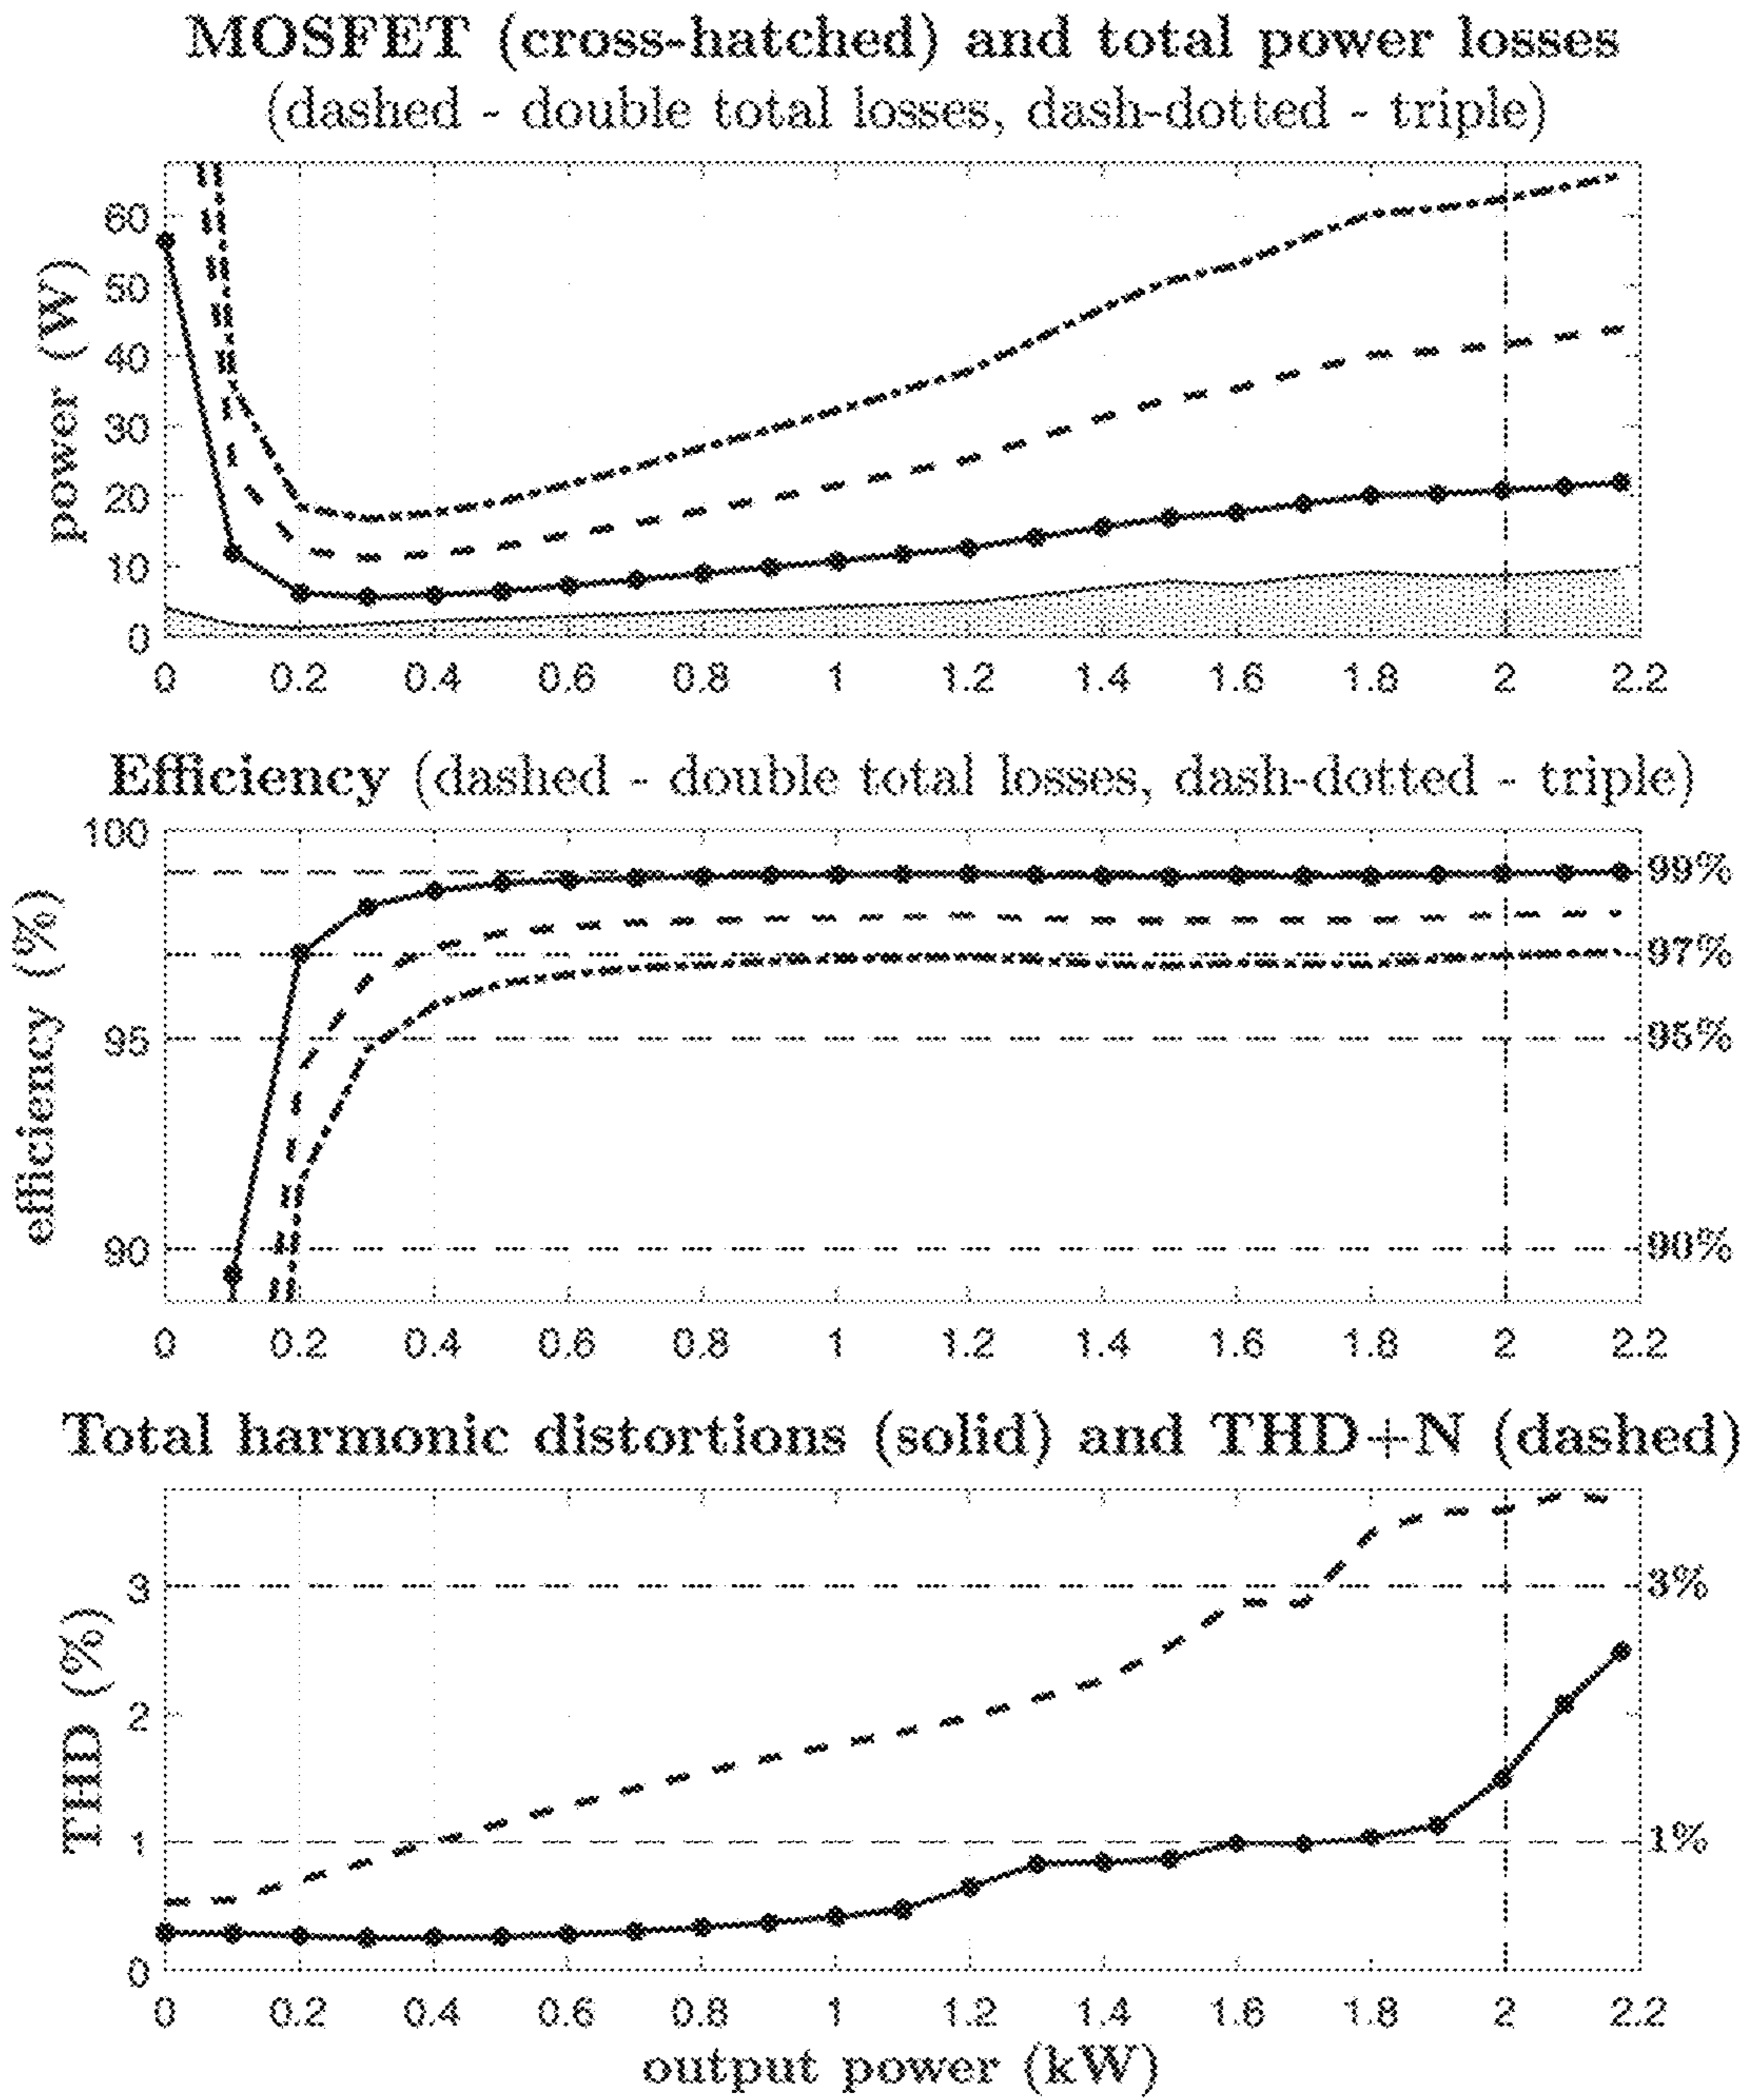 MOSFET (cross-hatched) and total power losses
(dashed - double total losses, dash-dotted - triple)
power (W)
60
50
40
30
20
10
0
0 0.2 0.4 0.6 0.8 1 1.2 1.4 1.6 1.8 2 2.2
Efficiency (dashed - double total losses, dash-dotted - triple)
efficiency (%)
100
95
90
99%
97%
95%
90%
0 0.2 0.4 0.6 0.8 1 1.2 1.4 1.6 1.8 2 2.2
Total harmonic distortions (solid) and THD+N (dashed)
THD (%)
3
2
1
0
3%
1%
0 0.2 0.4 0.6 0.8 1 1.2 1.4 1.6 1.8 2 2.2
output power (kW)